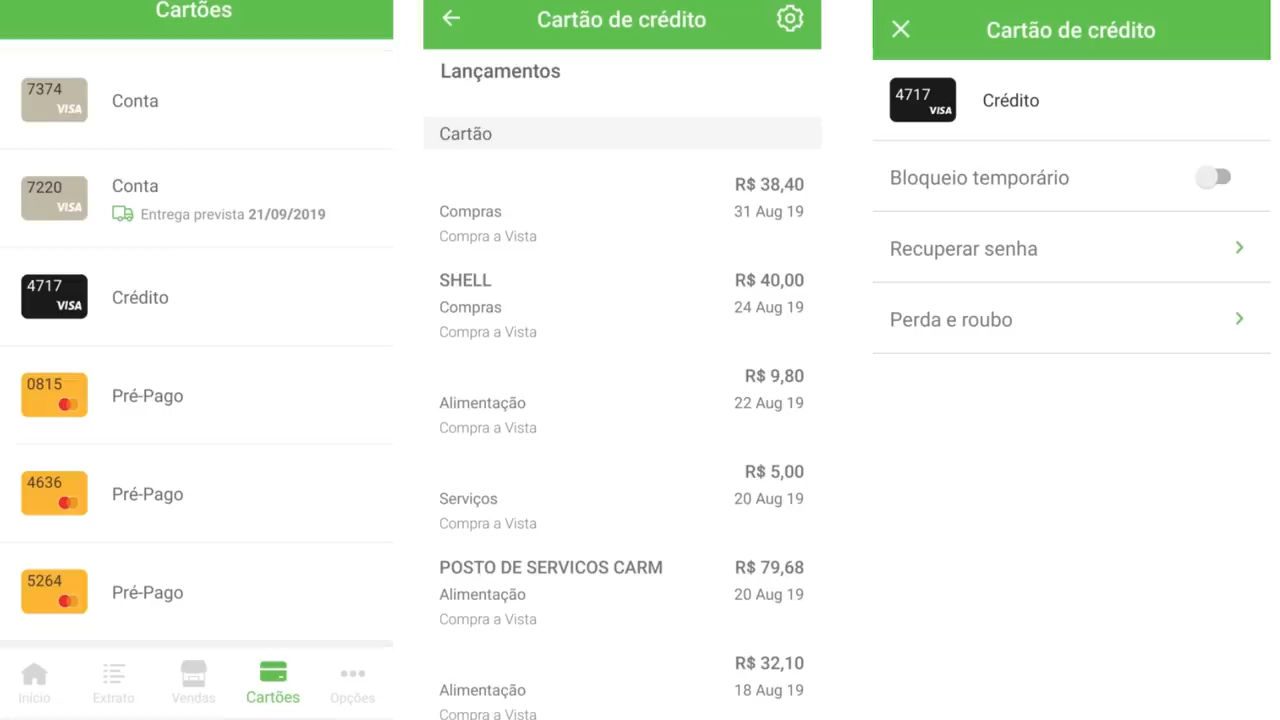 Cartões
7374
VISA
Conta
7220
VISA
Conta
Entrega prevista 21/09/2019
4717
VISA
Crédito
0815
Pré-Pago
4636
Pré-Pago
5264
Pré-Pago
Início
Extrato
Vendas
Cartões
Opções
Cartão de crédito
Lançamentos
Cartão
R$ 38,40
Compras 31 Aug 19
Compra a Vista
SHELL R$ 40,00
Compras 24 Aug 19
Compra a Vista
R$ 9,80
Alimentação 22 Aug 19
Compra a Vista
R$ 5,00
Serviços 20 Aug 19
Compra a Vista
POSTO DE SERVICOS CARM R$ 79,68
Alimentação 20 Aug 19
Compra a Vista
R$ 32,10
Alimentação 18 Aug 19
Compra a Vista
Cartão de crédito
4717
VISA
Crédito
Bloqueio temporário
Recuperar senha
Perda e roubo